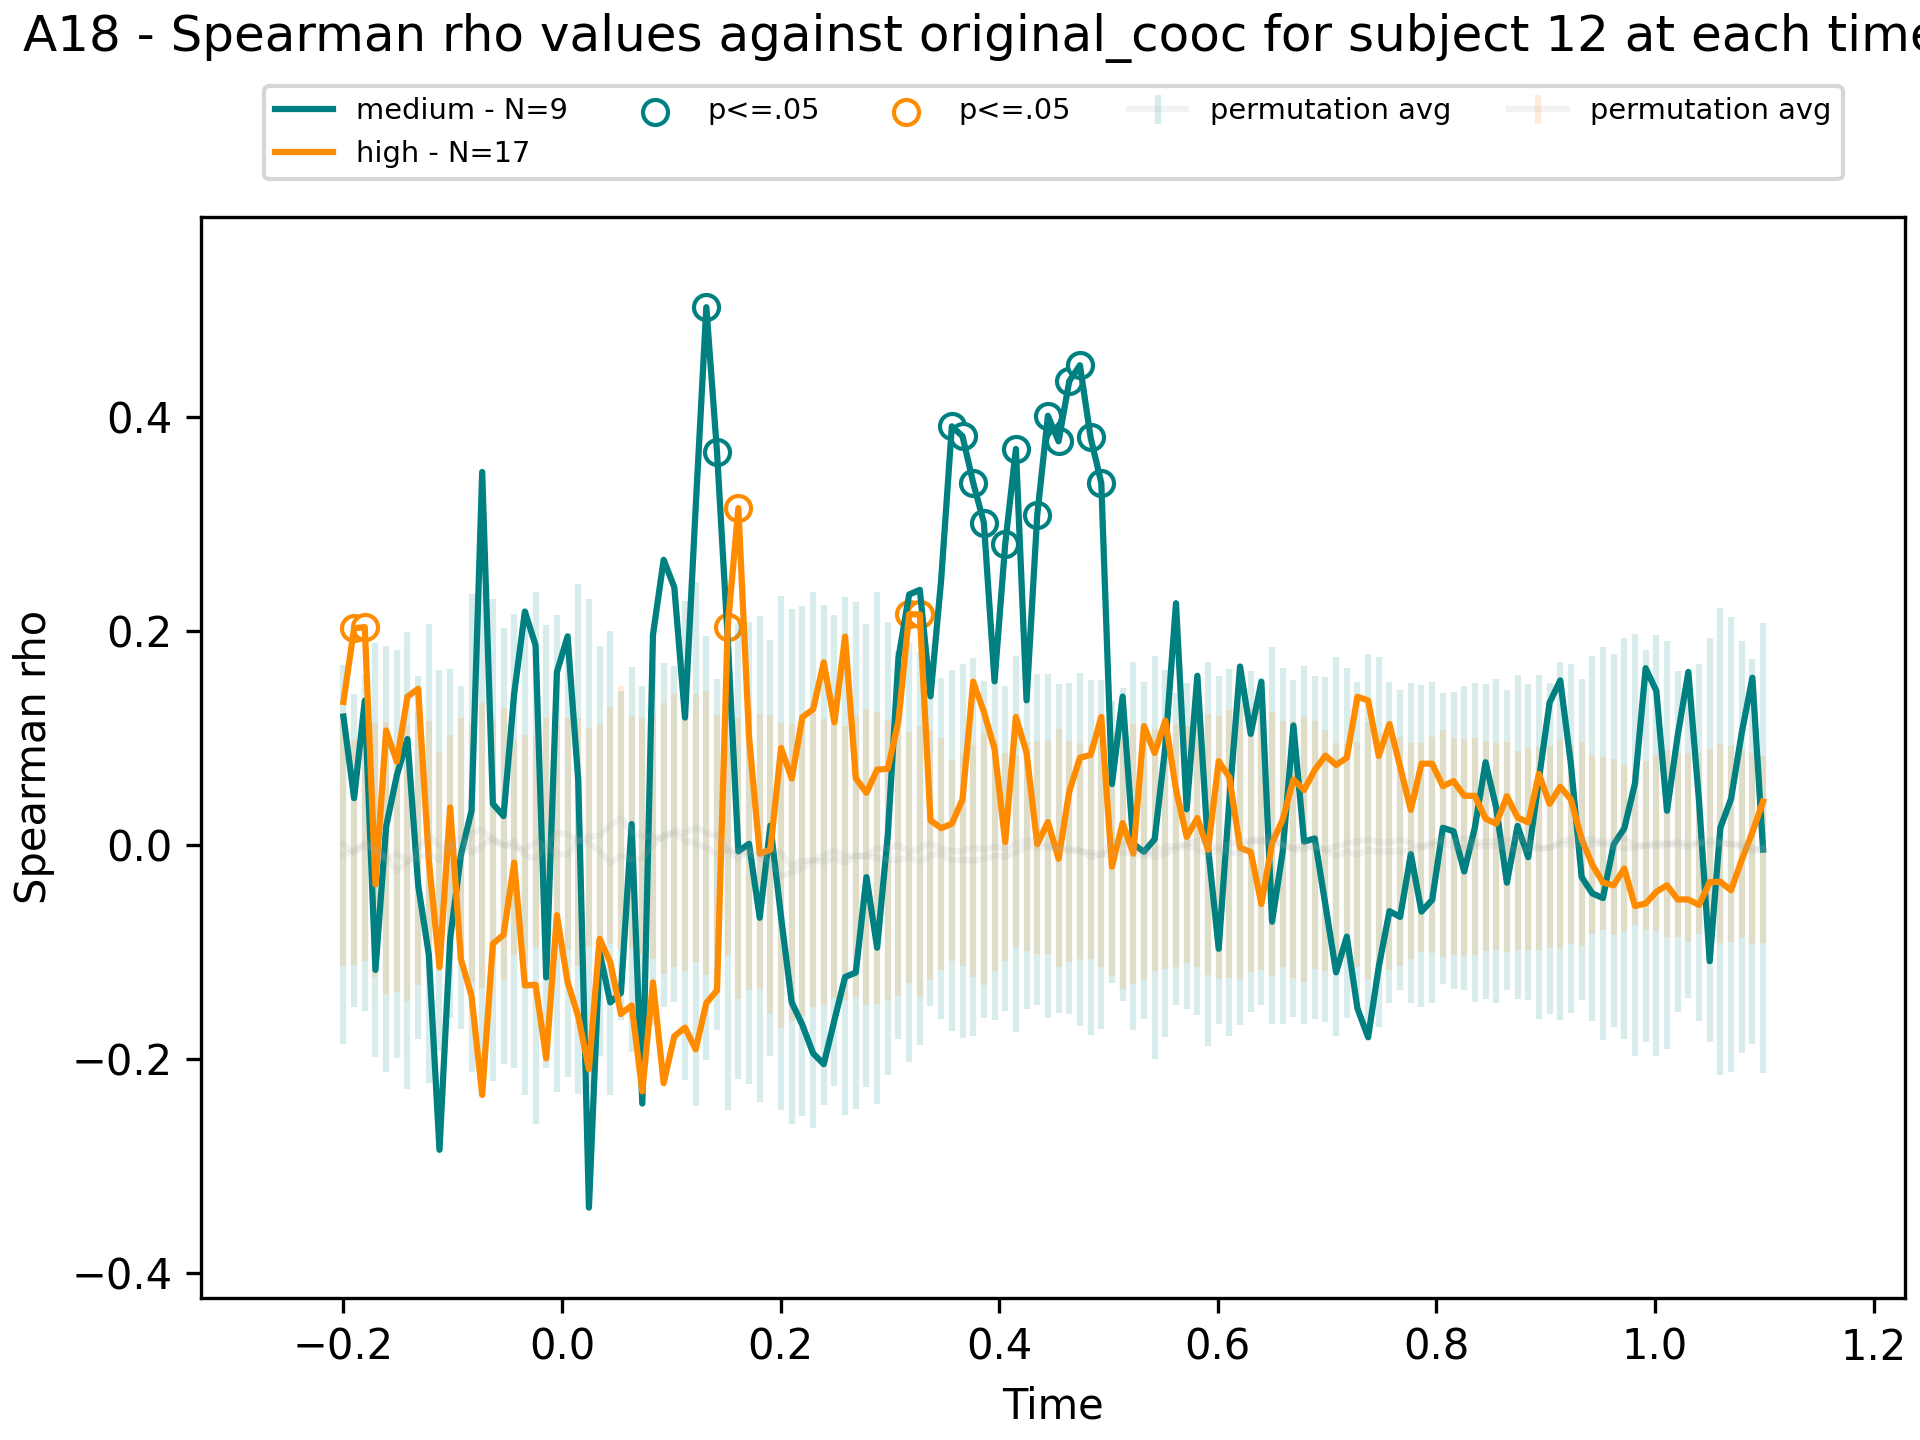 A18 - Spearman rho values against original_cooc for subject 12 at each time
medium - N=9 p<=.05 p<=.05 permutation avg permutation avg
high - N=17
Spearman rho
0.4
0.2
0.0
−0.2
−0.4
−0.2 0.0 0.2 0.4 0.6 0.8 1.0 1.2
Time